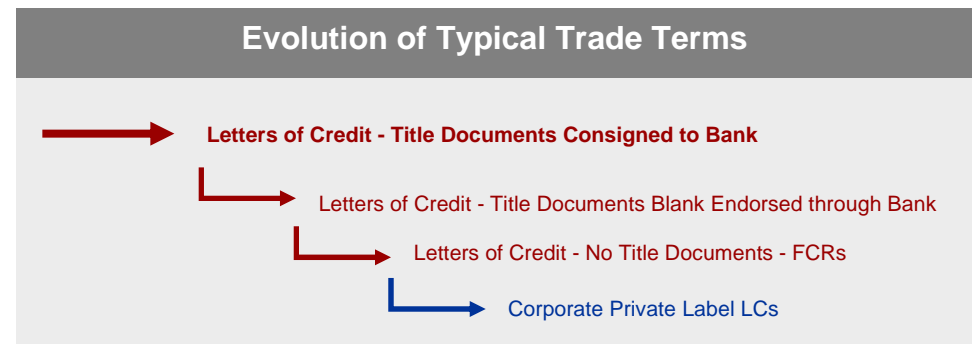 Evolution of Typical Trade Terms
Letters of Credit - Title Documents Consigned to Bank
Letters of Credit - Title Documents Blank Endorsed through Bank
Letters of Credit - No Title Documents - FCRs
Corporate Private Label LCs